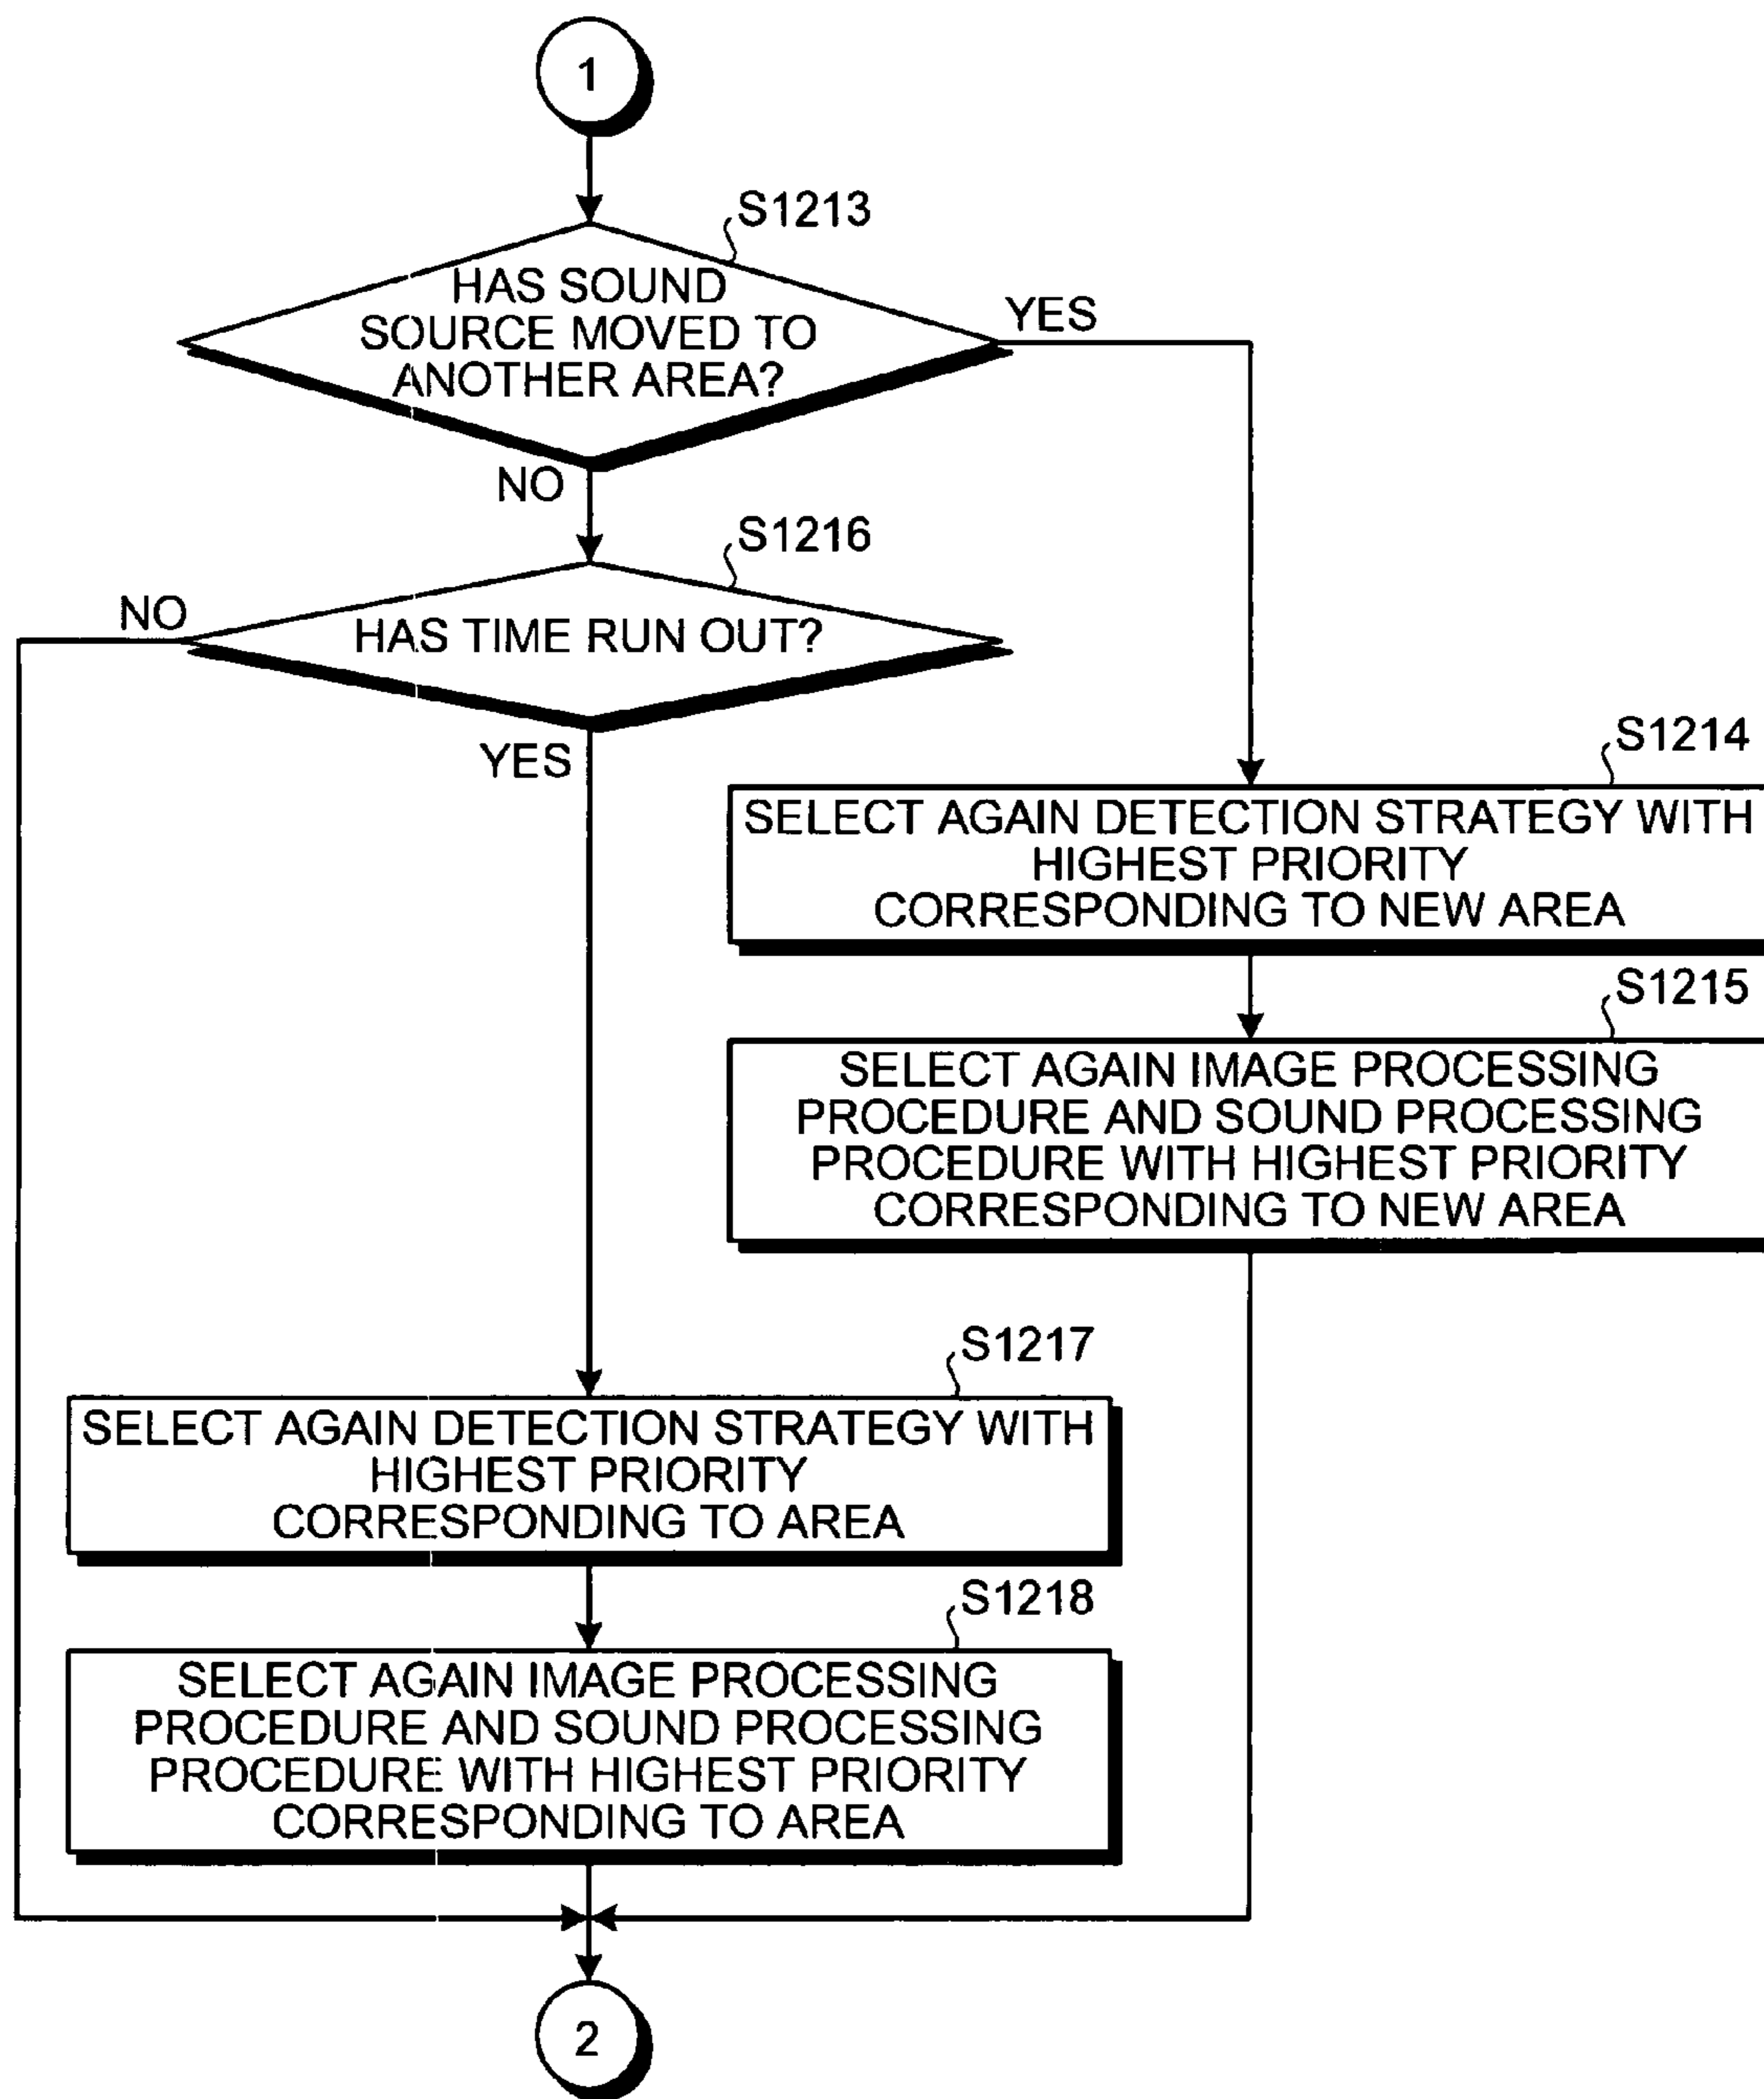 1
S1213
HAS SOUND
SOURCE MOVED TO
ANOTHER AREA?
YES
NO
S1216
NO
HAS TIME RUN OUT?
YES
S1214
SELECT AGAIN DETECTION STRATEGY WITH
HIGHEST PRIORITY
CORRESPONDING TO NEW AREA
S1215
SELECT AGAIN IMAGE PROCESSING
PROCEDURE AND SOUND PROCESSING
PROCEDURE WITH HIGHEST PRIORITY
CORRESPONDING TO NEW AREA
S1217
SELECT AGAIN DETECTION STRATEGY WITH
HIGHEST PRIORITY
CORRESPONDING TO AREA
S1218
SELECT AGAIN IMAGE PROCESSING
PROCEDURE AND SOUND PROCESSING
PROCEDURE WITH HIGHEST PRIORITY
CORRESPONDING TO AREA
2